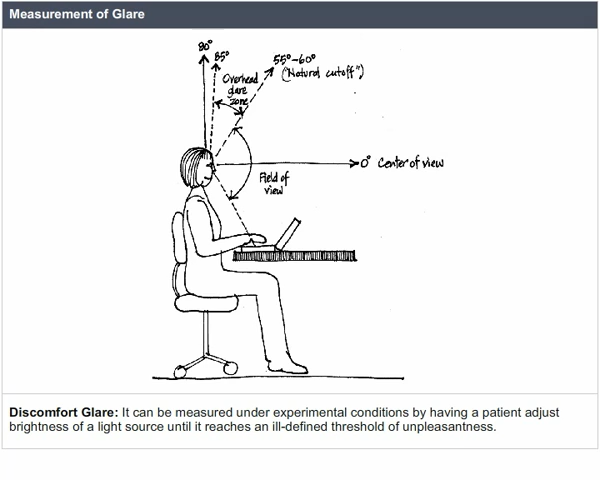 Measurement of Glare
80°
85°
55°-60°
("Natural cutoff")
Overhead
glare
zone
0° Center of view
Field of
view
Discomfort Glare: It can be measured under experimental conditions by having a patient adjust
brightness of a light source until it reaches an ill-defined threshold of unpleasantness.